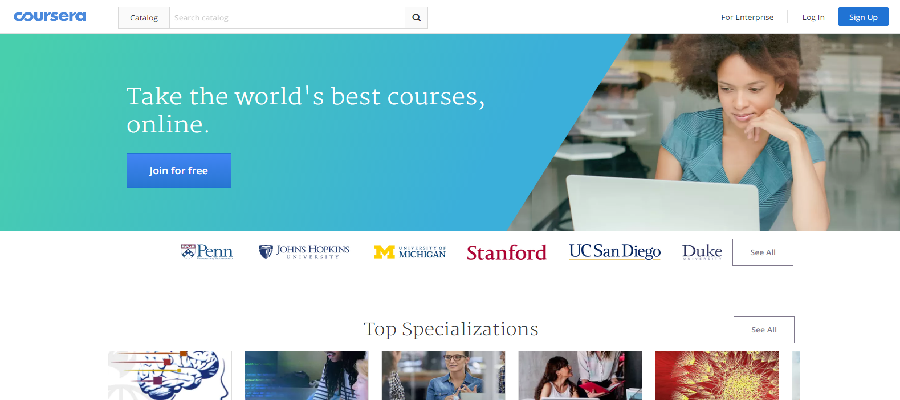 coursera
Catalog
Search catalog
For Enterprise
Log In
Sign Up
Take the world's best courses,
online.
Join for free
Penn
JOHNS HOPKINS
UNIVERSITY
UNIVERSITY OF
MICHIGAN
Stanford
UC San Diego
Duke
UNIVERSITY
See All
Top Specializations
See All